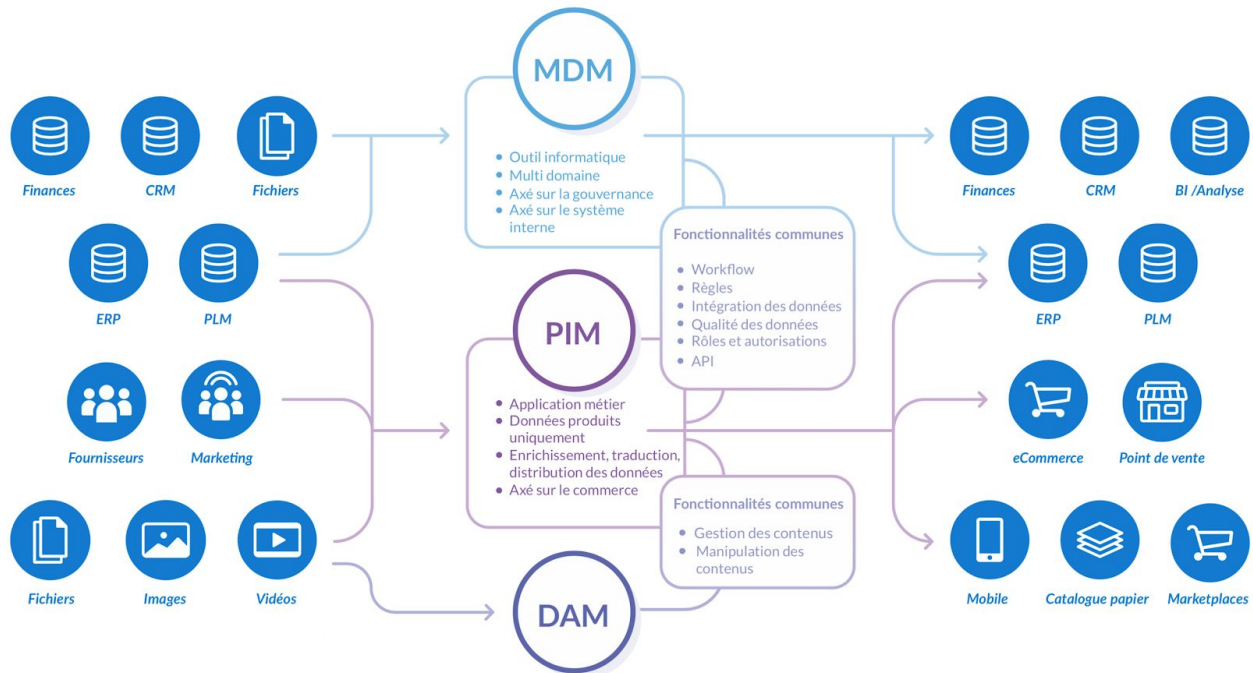 MDM
Outil informatique
Multi domaine
Axé sur la gouvernance
Axé sur le système
interne
Finances
CRM
Fichiers
ERP
PLM
Fournisseurs
Marketing
Fichiers
Images
Vidéos
PIM
Application métier
Données produits
uniquement
Enrichissement, traduction,
distribution des données
Axé sur le commerce
DAM
Fonctionnalités communes
Workflow
Règles
Intégration des données
Qualité des données
Rôles et autorisations
API
Fonctionnalités communes
Gestion des contenus
Manipulation des
contenus
Finances
CRM
BI /Analyse
ERP
PLM
eCommerce
Point de vente
Mobile
Catalogue papier
Marketplaces